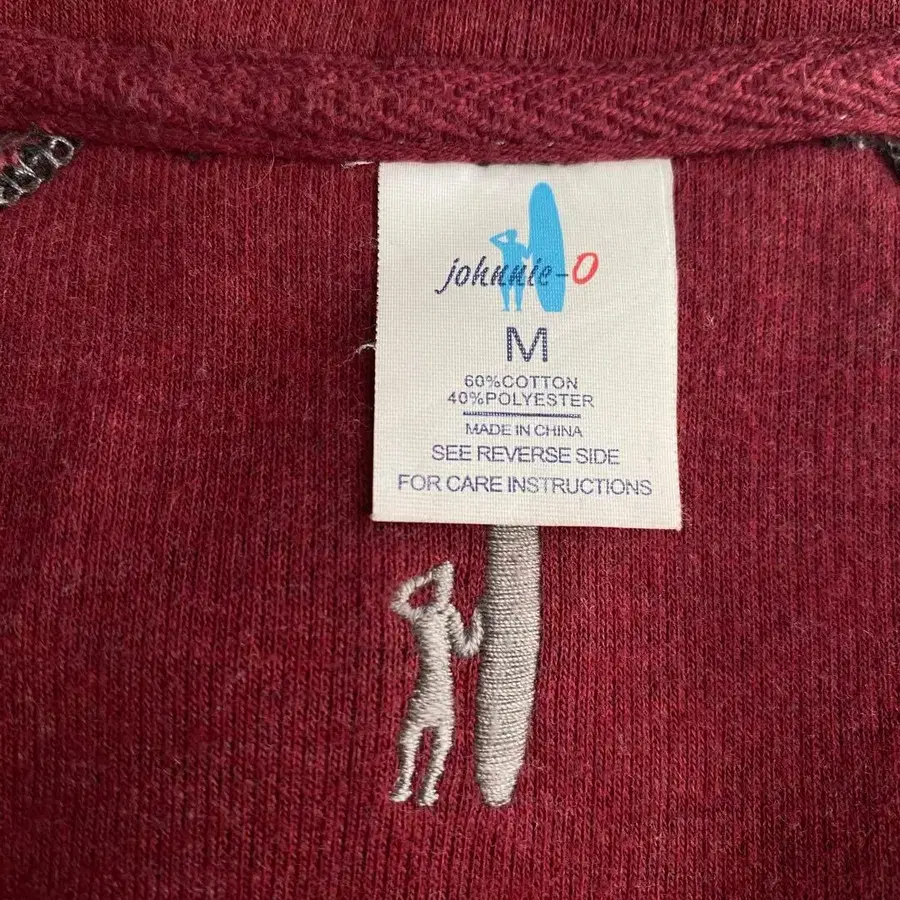 johnnie-O
M
60%COTTON
40%POLYESTER
MADE IN CHINA
SEE REVERSE SIDE
FOR CARE INSTRUCTIONS